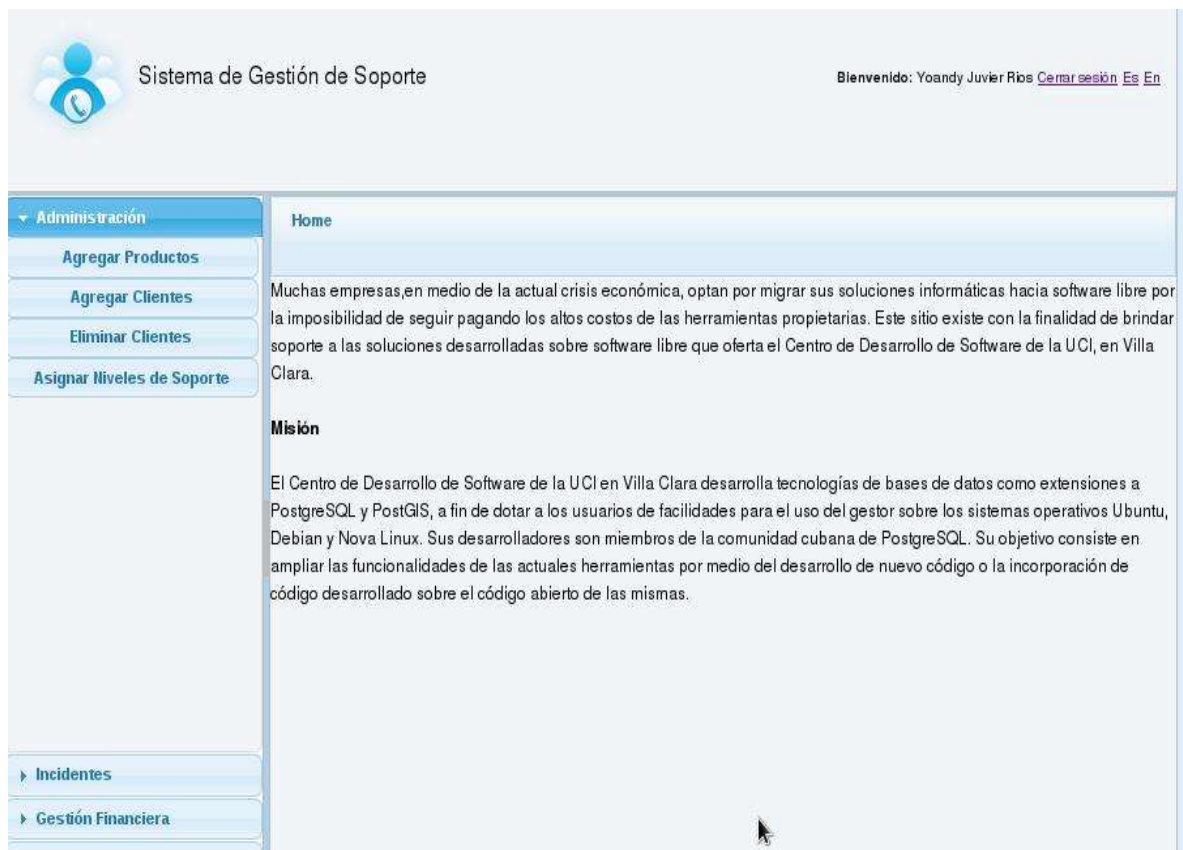 Sistema de Gestión de Soporte
Bienvenido: Yoandy Juvier Rios Cerrar sesión Es En
Administración
Agregar Productos
Agregar Clientes
Eliminar Clientes
Asignar Niveles de Soporte
Incidentes
Gestión Financiera
Home
Muchas empresas,en medio de la actual crisis económica, optan por migrar sus soluciones informáticas hacia software libre por
la imposibilidad de seguir pagando los altos costos de las herramientas propietarias. Este sitio existe con la finalidad de brindar
soporte a las soluciones desarrolladas sobre software libre que oferta el Centro de Desarrollo de Software de la UCI, en Villa
Clara.
Misión
El Centro de Desarrollo de Software de la UCI en Villa Clara desarrolla tecnologías de bases de datos como extensiones a
PostgreSQL y PostGIS, a fin de dotar a los usuarios de facilidades para el uso del gestor sobre los sistemas operativos Ubuntu,
Debian y Nova Linux. Sus desarrolladores son miembros de la comunidad cubana de PostgreSQL. Su objetivo consiste en
ampliar las funcionalidades de las actuales herramientas por medio del desarrollo de nuevo código o la incorporación de
código desarrollado sobre el código abierto de las mismas.